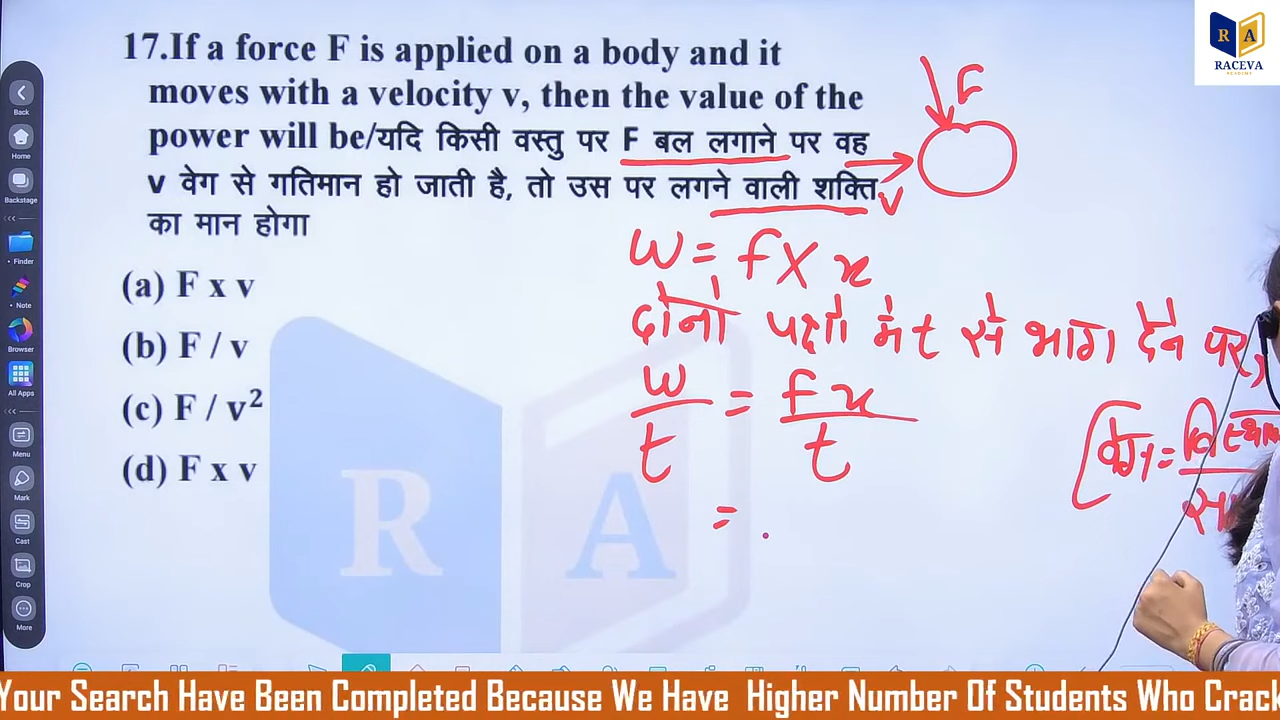 RACEVA
ACADEMY
17.If a force F is applied on a body and it
moves with a velocity v, then the value of the
power will be/यदि किसी वस्तु पर F बल लगाने पर वह
v वेग से गतिमान हो जाती है, तो उस पर लगने वाली शक्ति
का मान होगा
(a) F x v
(b) F / v
(c) F / v²
(d) F x v
F
V
W = f X x
दोनो पक्षों में t से भाग देने पर,
W/t = fx/t
=
वेग =
R A
Back
Home
Backstage
Finder
Note
Browser
All Apps
Menu
Mark
Cast
Crop
More
Your Search Have Been Completed Because We Have Higher Number Of Students Who Crack